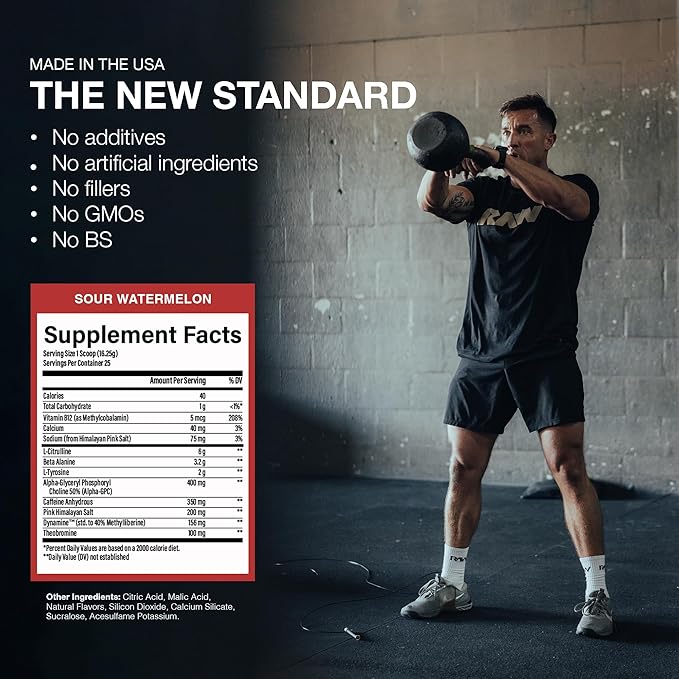 MADE IN THE USA
THE NEW STANDARD
• No additives
• No artificial ingredients
• No fillers
• No GMOs
• No BS
SOUR WATERMELON
Supplement Facts
Serving Size 1 Scoop (16.25g)
Servings Per Container 25
Amount Per Serving % DV
Calories 40
Total Carbohydrate 1 g <1%*
Vitamin B12 (as Methylcobalamin) 5 mcg 208%
Calcium 40 mg 3%
Sodium (from Himalayan Pink Salt) 75 mg 3%
L-Citrulline 6 g **
Beta Alanine 3.2 g **
L-Tyrosine 2 g **
Alpha-Glyceryl Phosphoryl 400 mg **
Choline 50% (Alpha-GPC)
Caffeine Anhydrous 350 mg **
Pink Himalayan Salt 200 mg **
Dynamine™ (std. to 40% Methylliberine) 156 mg **
Theobromine 100 mg **
*Percent Daily Values are based on a 2000 calorie diet.
**Daily Value (DV) not established
Other Ingredients: Citric Acid, Malic Acid,
Natural Flavors, Silicon Dioxide, Calcium Silicate,
Sucralose, Acesulfame Potassium.
RAW
RAW